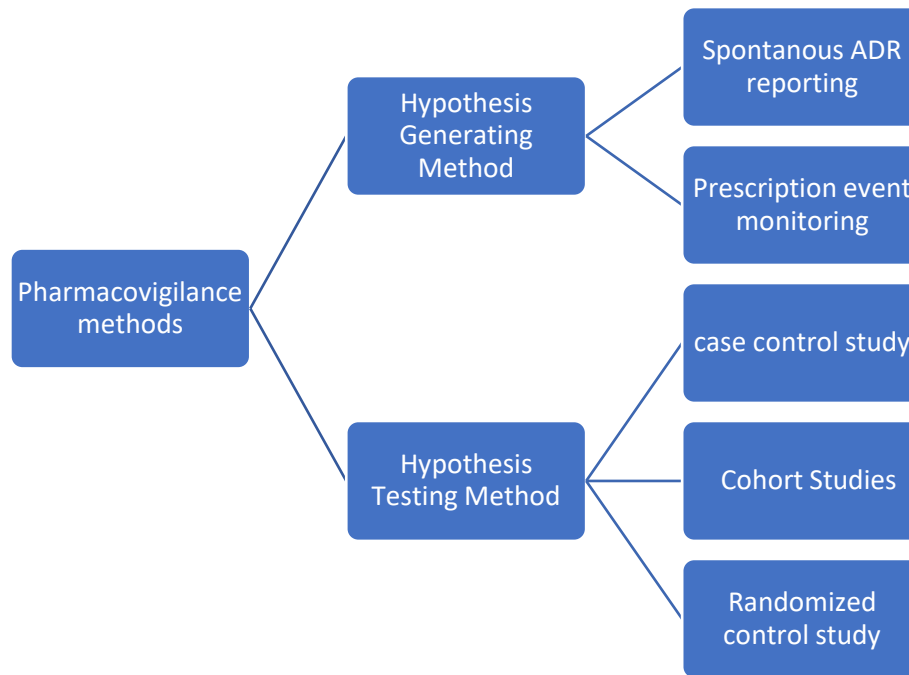 Pharmacovigilance
methods
Hypothesis
Generating
Method
Spontanous ADR
reporting
Prescription event
monitoring
Hypothesis
Testing Method
case control study
Cohort Studies
Randomized
control study